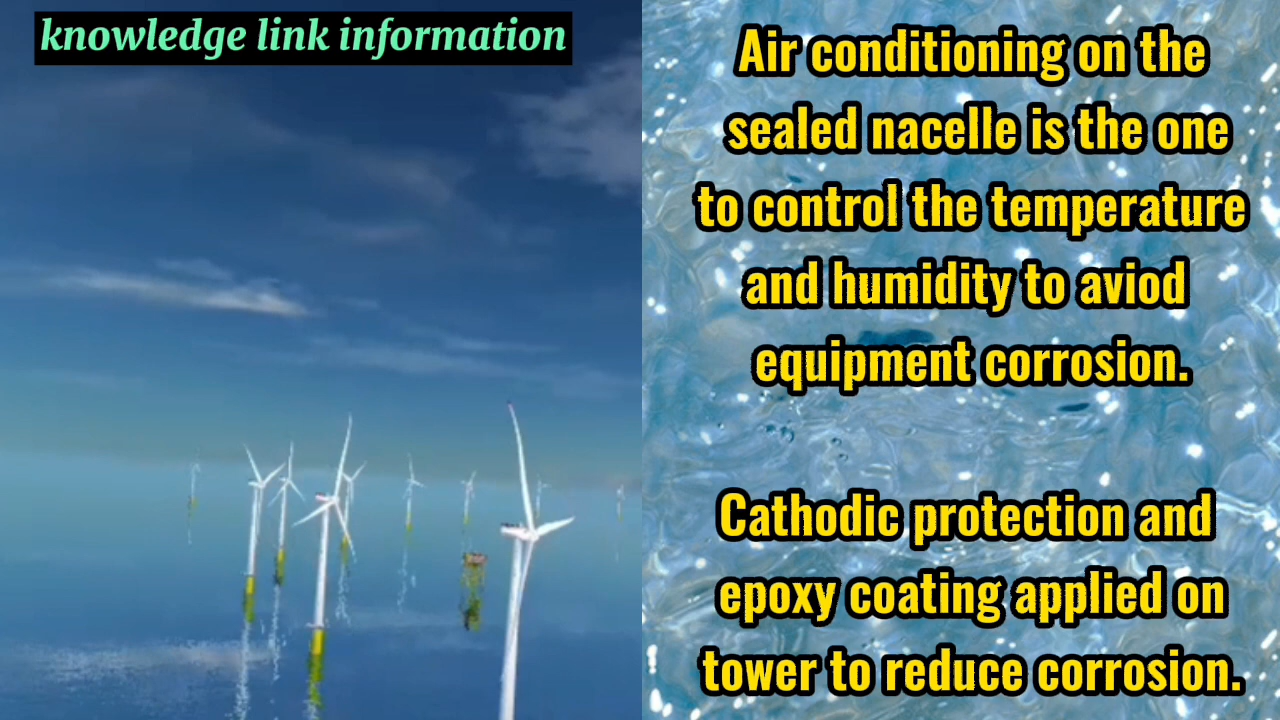 knowledge link information
Air conditioning on the
sealed nacelle is the one
to control the temperature
and humidity to aviod
equipment corrosion.
Cathodic protection and
epoxy coating applied on
tower to reduce corrosion.